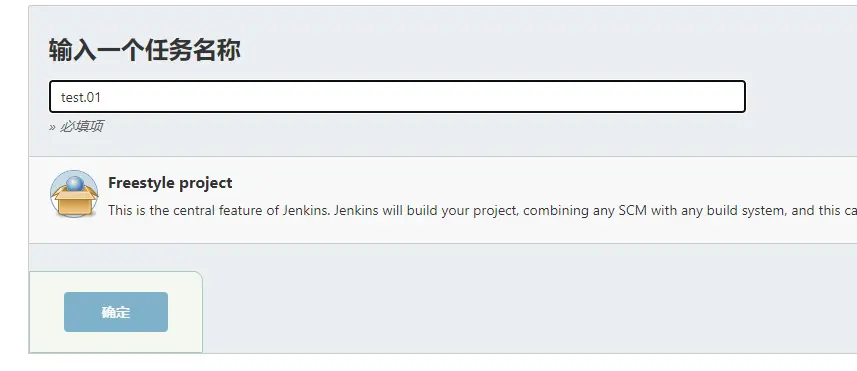 输入一个任务名称
test.01
» 必填项
Freestyle project
This is the central feature of Jenkins. Jenkins will build your project, combining any SCM with any build system, and this ca
确定